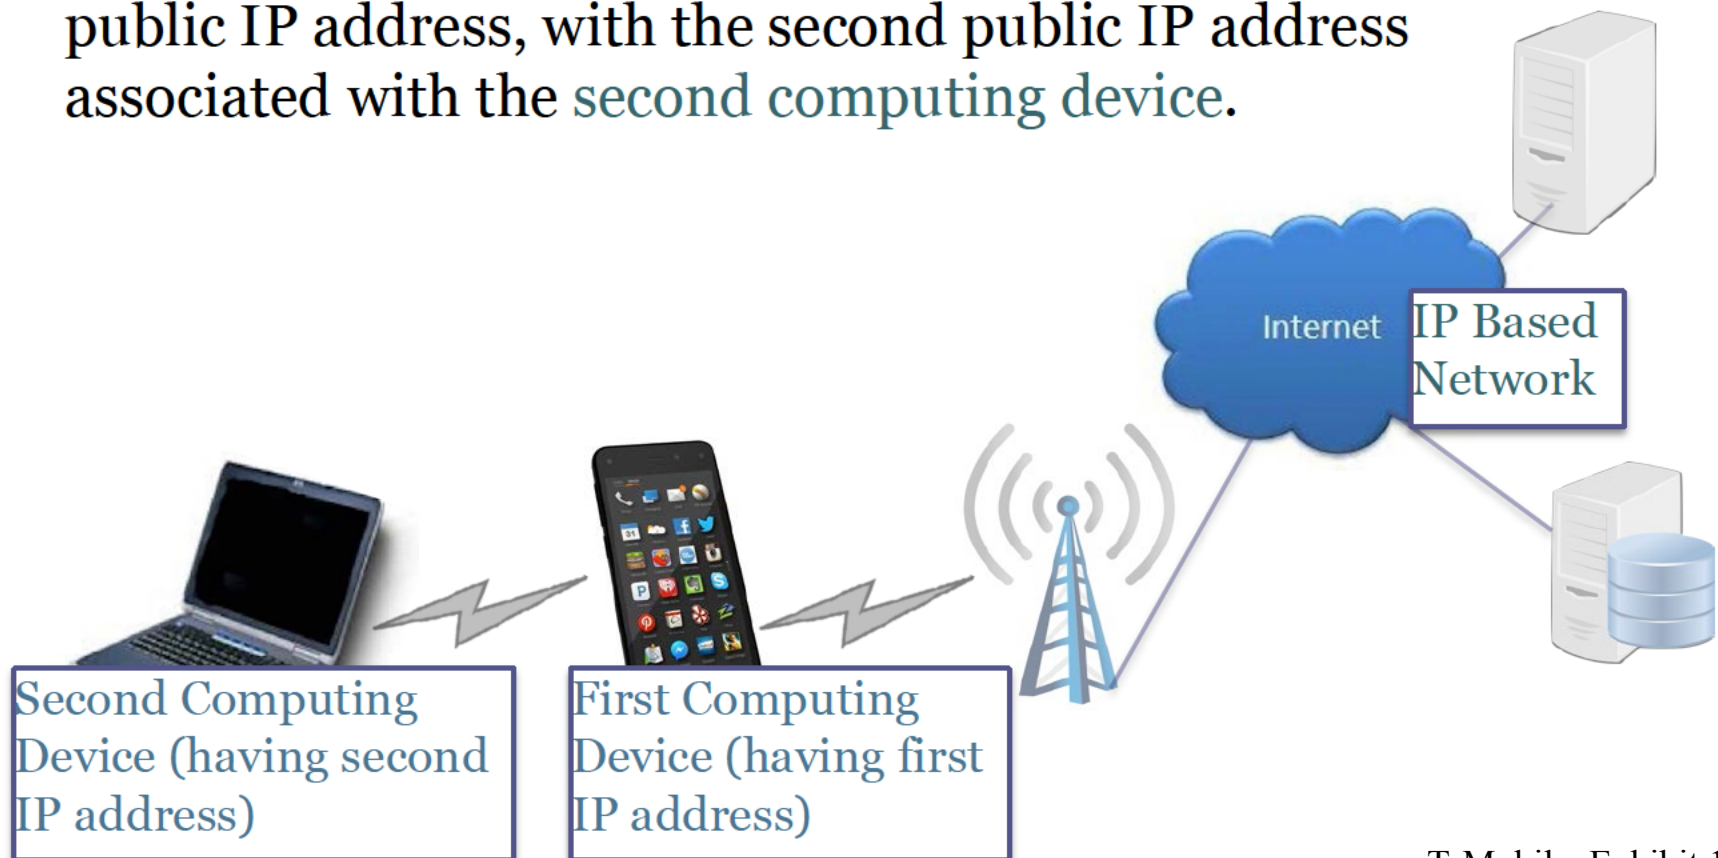 public IP address, with the second public IP address
associated with the second computing device.
Internet
IP Based
Network
31
Second Computing
Device (having second
IP address)
First Computing
Device (having first
IP address)